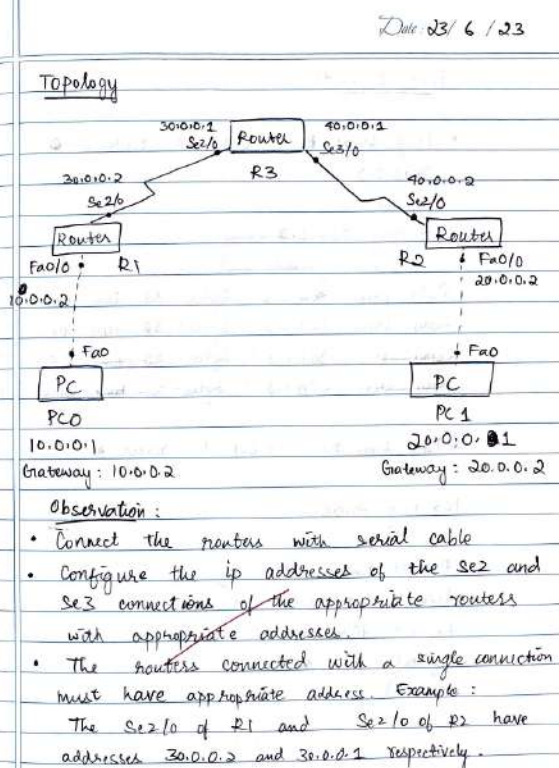 Date: 23/6/23
Topology
30.0.0.1
40.0.0.1
Se2/0
Router
Se3/0
R3
30.0.0.2
40.0.0.2
Se2/0
Se2/0
Router
Router
Fa0/0
R1
R2
Fa0/0
10.0.0.2
20.0.0.2
Fa0
Fa0
PC
PC
PC0
PC 1
10.0.0.1
20.0.0.1
Gateway: 10.0.0.2
Gateway: 20.0.0.2
Observation:
• Connect the routers with serial cable
• Configure the ip addresses of the Se2 and
Se3 connections of the appropriate routers
with appropriate addresses.
• The routers connected with a single connection
must have appropriate address. Example:
The Se2/0 of R1 and Se2/0 of R2 have
addresses 30.0.0.2 and 30.0.0.1 respectively.